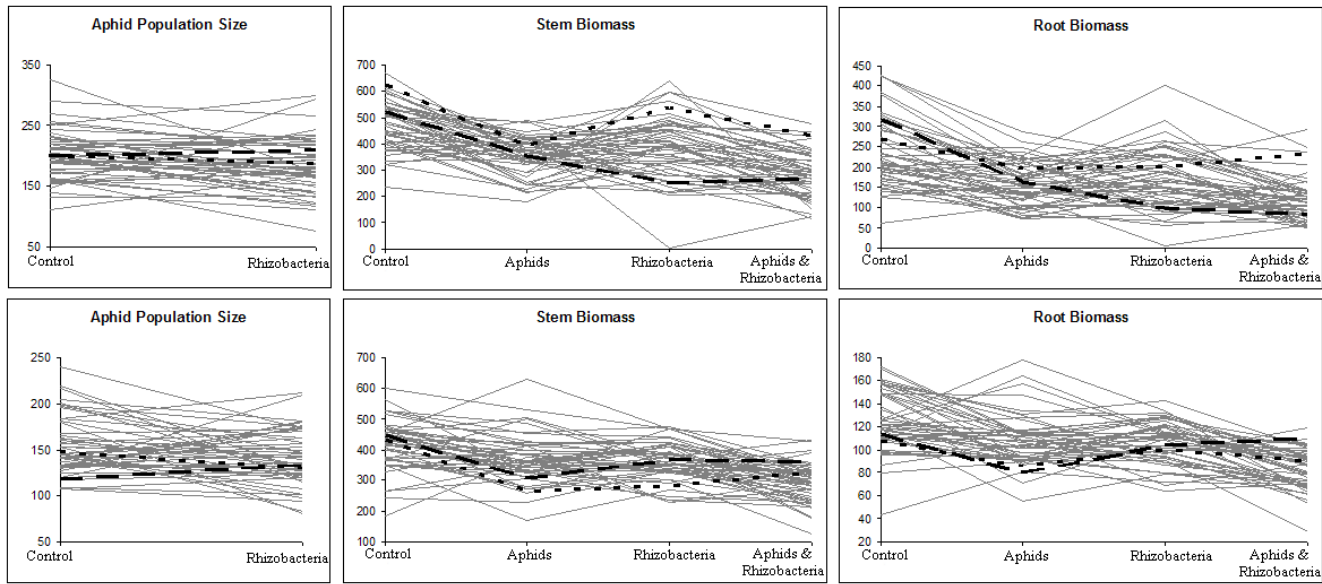 Aphid Population Size
350
250
150
50
Control
Rhizobacteria
Stem Biomass
700
600
500
400
300
200
100
0
Control
Aphids
Rhizobacteria
Aphids &
Rhizobacteria
Root Biomass
450
400
350
300
250
200
150
100
50
0
Control
Aphids
Rhizobacteria
Aphids &
Rhizobacteria
Aphid Population Size
250
200
150
100
50
Control
Rhizobacteria
Stem Biomass
700
600
500
400
300
200
100
Control
Aphids
Rhizobacteria
Aphids &
Rhizobacteria
Root Biomass
180
160
140
120
100
80
60
40
20
Control
Aphids
Rhizobacteria
Aphids &
Rhizobacteria